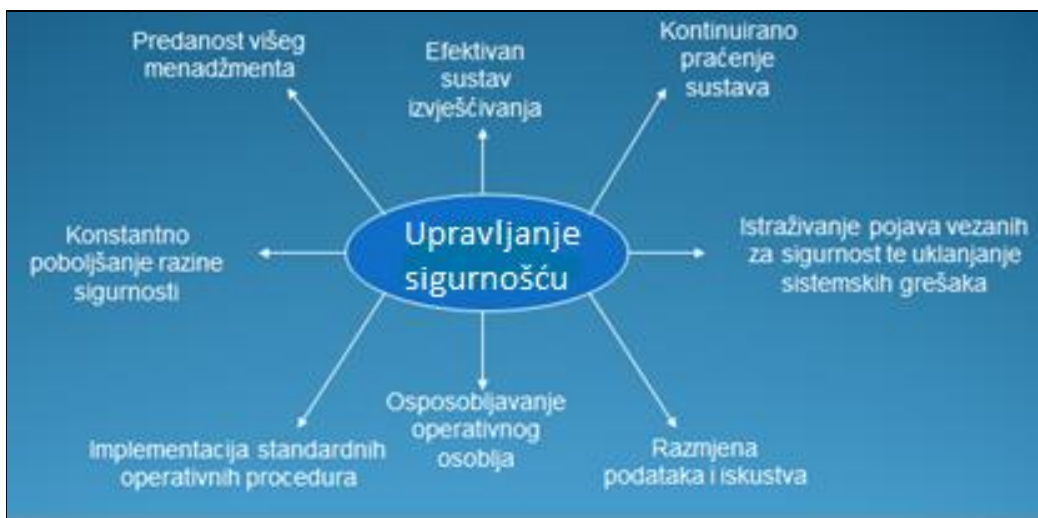 Predanost višeg
menadžmenta
Efektivan
sustav
izvješćivanja
Kontinuirano
praćenje
sustava
Konstantno
poboljšanje razine
sigurnosti
Upravljanje
sigurnošću
Istraživanje pojava vezanih
za sigurnost te uklanjanje
sistemskih grešaka
Implementacija standardnih
operativnih procedura
Osposobljavanje
operativnog
osoblja
Razmjena
podataka i iskustva